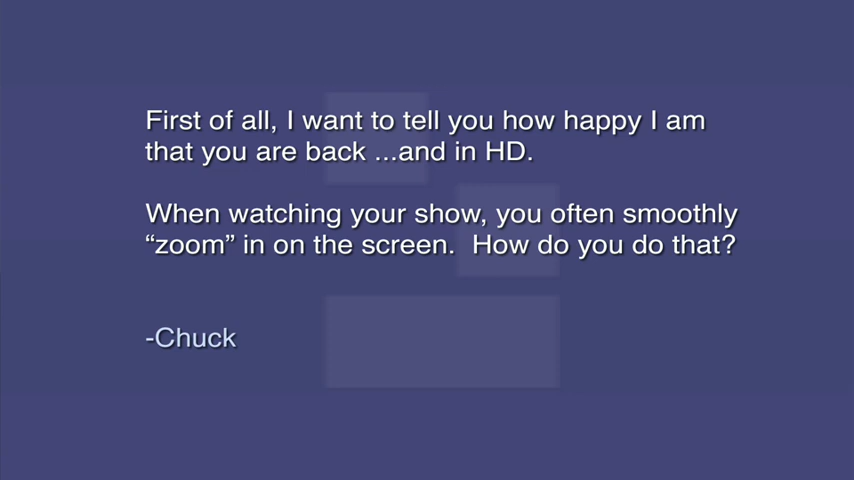 First of all, I want to tell you how happy I am
that you are back ...and in HD.
When watching your show, you often smoothly
“zoom” in on the screen.  How do you do that?
-Chuck